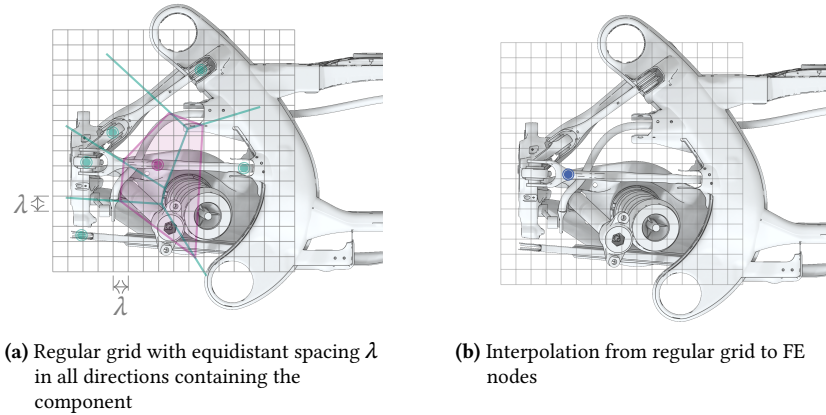 λ
λ
(a) Regular grid with equidistant spacing λ
in all directions containing the
component
(b) Interpolation from regular grid to FE
nodes